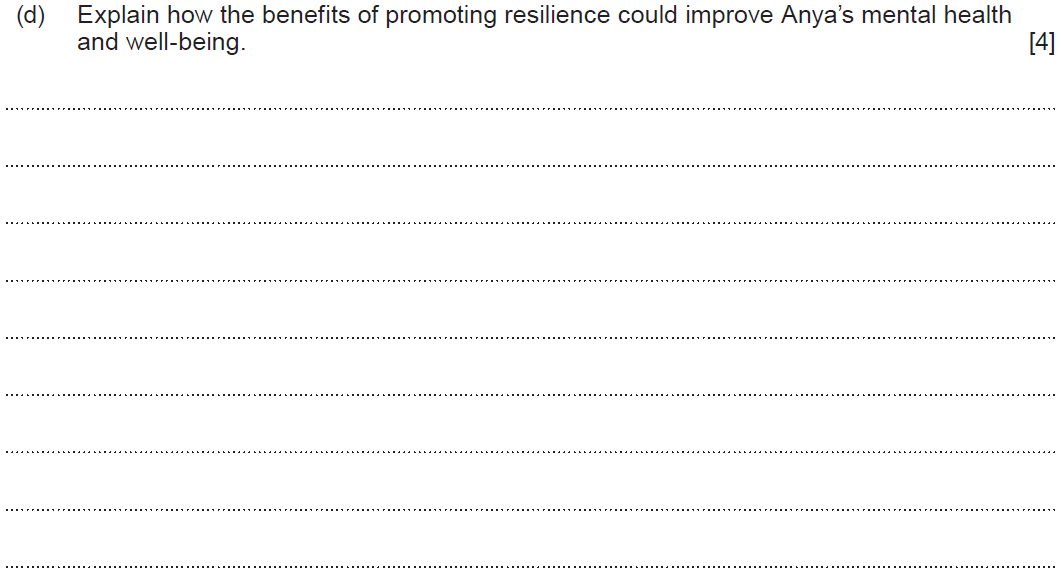 (d) Explain how the benefits of promoting resilience could improve Anya's mental health
and well-being. [4]